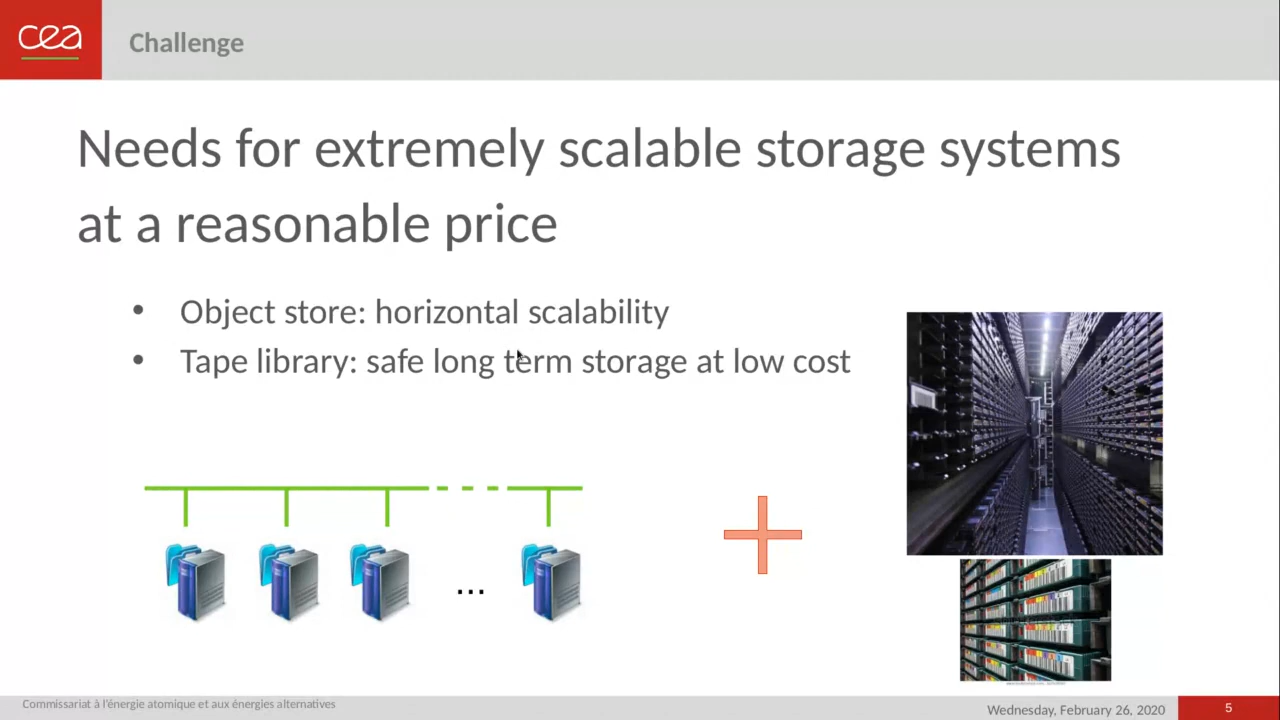 cea
Challenge
Needs for extremely scalable storage systems
at a reasonable price
• Object store: horizontal scalability
• Tape library: safe long term storage at low cost
...
Commissariat à l'énergie atomique et aux énergies alternatives
Wednesday, February 26, 2020
5